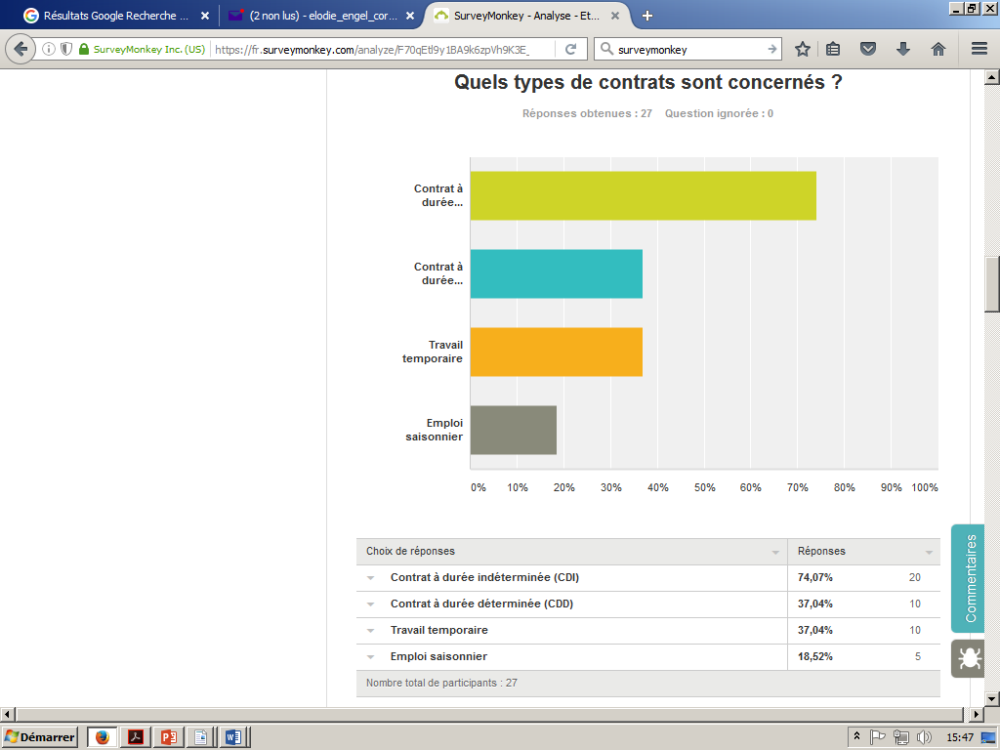 Résultats Google Recherche ...
(2 non lus) - elodie_engel_cor...
SurveyMonkey - Analyse - Et...
SurveyMonkey Inc. (US)
https://fr.surveymonkey.com/analyze/F70qEtl9y1BA9k6zpVh9K3E_
surveymonkey
Quels types de contrats sont concernés ?
Réponses obtenues : 27 Question ignorée : 0
Contrat à
durée...
Contrat à
durée...
Travail
temporaire
Emploi
saisonnier
0% 10% 20% 30% 40% 50% 60% 70% 80% 90% 100%
Choix de réponses Réponses
Contrat à durée indéterminée (CDI) 74,07% 20
Contrat à durée déterminée (CDD) 37,04% 10
Travail temporaire 37,04% 10
Emploi saisonnier 18,52% 5
Nombre total de participants : 27
Commentaires
Démarrer
15:47